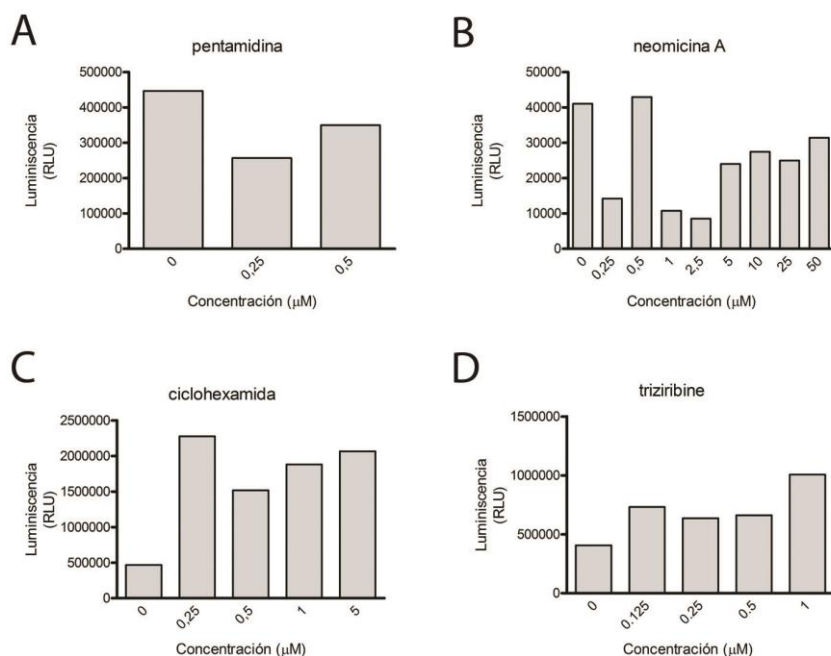 A
pentamidina
500000
400000
300000
200000
100000
0
Luminiscencia
(RLU)
0
0,25
0,5
Concentración (μM)
B
neomicina A
50000
40000
30000
20000
10000
0
Luminiscencia
(RLU)
0
0,25
0,5
1
2,5
5
10
25
50
Concentración (μM)
C
ciclohexamida
2500000
2000000
1500000
1000000
500000
0
Luminiscencia
(RLU)
0
0,25
0,5
1
5
Concentración (μM)
D
triziribine
1500000
1000000
500000
0
Luminiscencia
(RLU)
0
0.125
0.25
0.5
1
Concentración (μM)